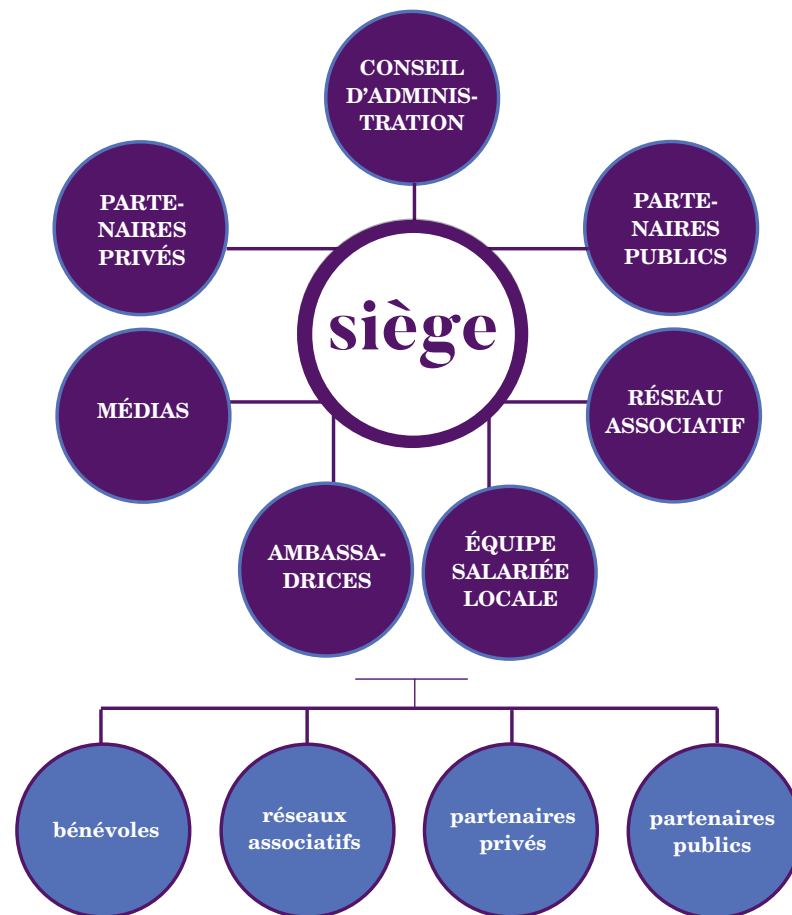 CONSEIL
D'ADMINIS-
TRATION
PARTE-
NAIRES
PRIVÉS
PARTE-
NAIRES
PUBLICS
siège
MÉDIAS
RÉSEAU
ASSOCIATIF
AMBASSA-
DRICES
ÉQUIPE
SALARIÉE
LOCALE
bénévoles
réseaux
associatifs
partenaires
privés
partenaires
publics